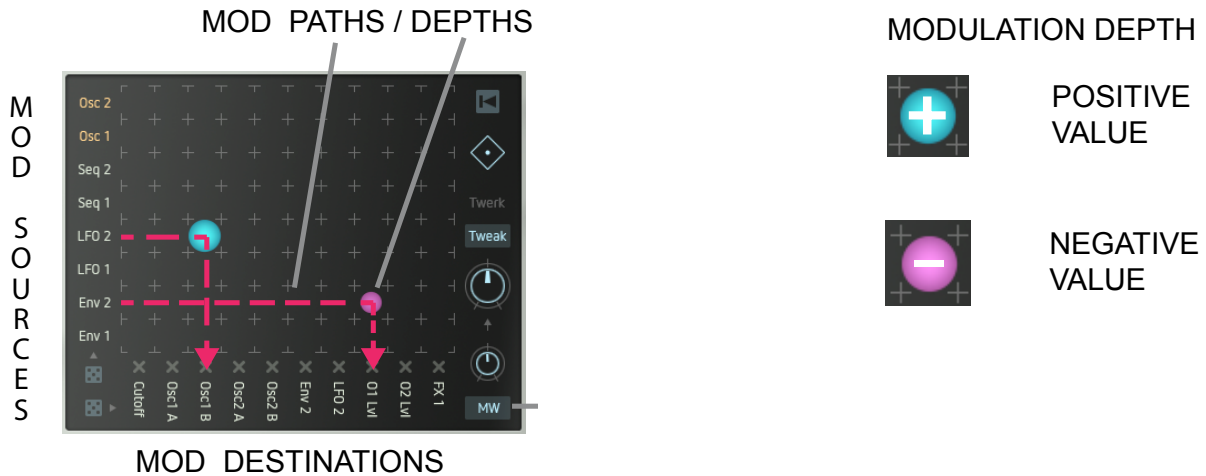 MOD PATHS / DEPTHS
MODULATION DEPTH
POSITIVE
VALUE
NEGATIVE
VALUE
MOD SOURCES
Osc 2
Osc 1
Seq 2
Seq 1
LFO 2
LFO 1
Env 2
Env 1
Twerk
Tweak
MW
Cutoff
Osc1 A
Osc1 B
Osc2 A
Osc2 B
Env 2
LFO 2
O1 Lvl
O2 Lvl
FX 1
MOD DESTINATIONS